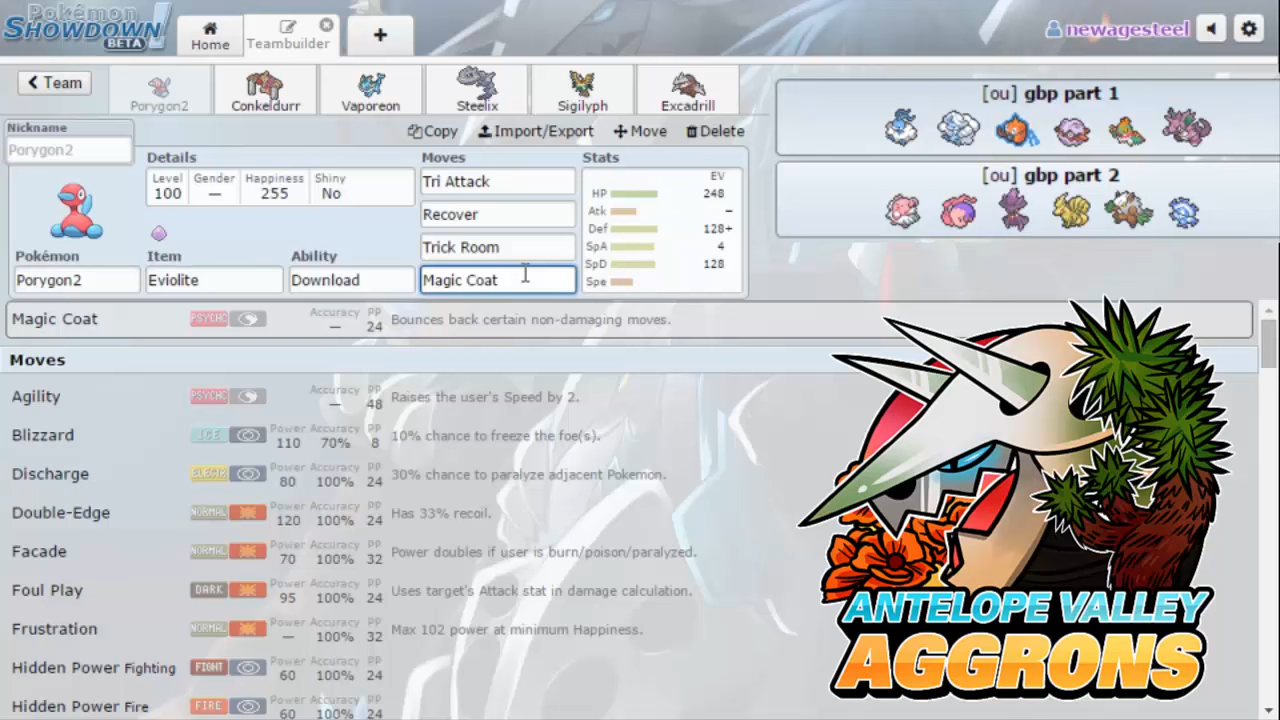 Pokémon
SHOWDOWN!
BETA
Home
Teambuilder
+
newagesteel
Team
Porygon2
Conkeldurr
Vaporeon
Steelix
Sigilyph
Excadrill
[ou] gbp part 1
[ou] gbp part 2
Nickname
Porygon2
Copy Import/Export Move Delete
Details
Level Gender Happiness Shiny
100 — 255 No
Moves
Tri Attack
Recover
Trick Room
Magic Coat
Stats
EV
HP 248
Atk –
Def 128+
SpA 4
SpD 128
Spe
Pokémon Item Ability
Porygon2 Eviolite Download
Magic Coat PSYCHC Accuracy — PP 24 Bounces back certain non-damaging moves.
Moves
Agility PSYCHC Accuracy — PP 48 Raises the user's Speed by 2.
Blizzard ICE Power 110 Accuracy 70% PP 8 10% chance to freeze the foe(s).
Discharge ELECTR Power 80 Accuracy 100% PP 24 30% chance to paralyze adjacent Pokemon.
Double-Edge NORMAL Power 120 Accuracy 100% PP 24 Has 33% recoil.
Facade NORMAL Power 70 Accuracy 100% PP 32 Power doubles if user is burn/poison/paralyzed.
Foul Play DARK Power 95 Accuracy 100% PP 24 Uses target's Attack stat in damage calculation.
Frustration NORMAL Power — Accuracy 100% PP 32 Max 102 power at minimum Happiness.
Hidden Power Fighting FIGHT Power 60 Accuracy 100% PP 24
Hidden Power Fire FIRE Power 60 Accuracy 100% PP 24
ANTELOPE VALLEY
AGGRONS